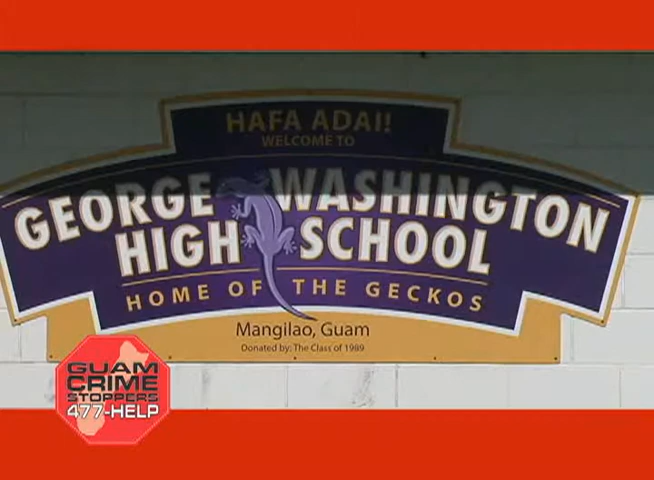 HAFA ADAI!
WELCOME TO
GEORGE WASHINGTON
HIGH SCHOOL
HOME OF THE GECKOS
Mangilao, Guam
Donated by: The Class of 1989
GUAM
CRIME
STOPPERS
477-HELP